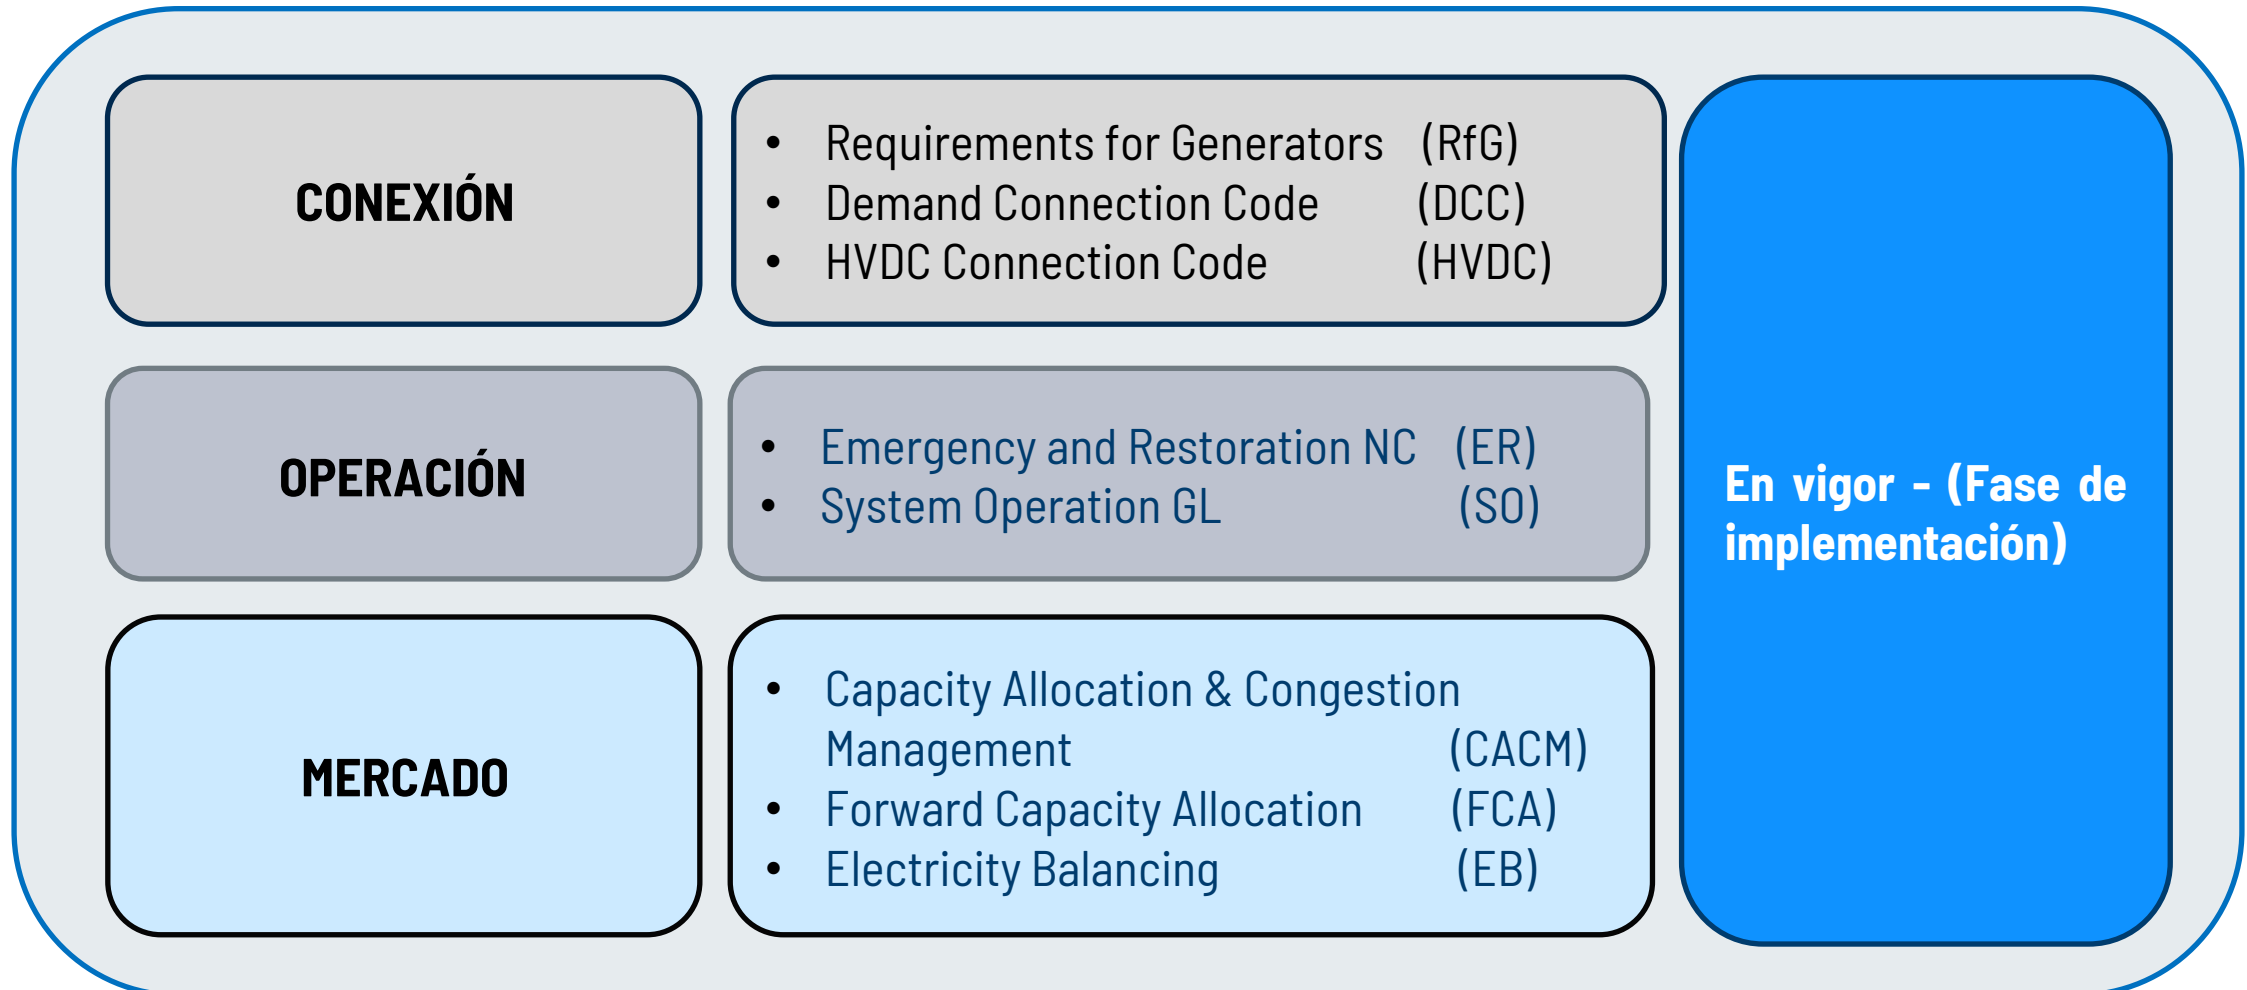 CONEXIÓN
• Requirements for Generators (RfG)
• Demand Connection Code (DCC)
• HVDC Connection Code (HVDC)
OPERACIÓN
• Emergency and Restoration NC (ER)
• System Operation GL (SO)
MERCADO
• Capacity Allocation & Congestion
Management (CACM)
• Forward Capacity Allocation (FCA)
• Electricity Balancing (EB)
En vigor - (Fase de
implementación)